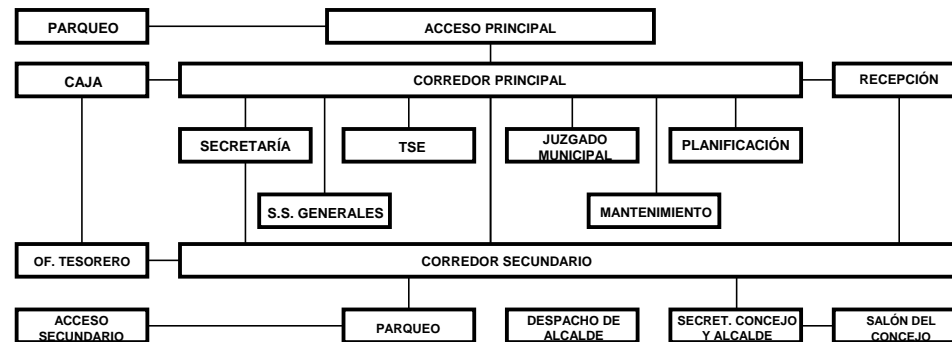 PARQUEO
ACCESO PRINCIPAL
CAJA
CORREDOR PRINCIPAL
RECEPCIÓN
SECRETARÍA
TSE
JUZGADO
MUNICIPAL
PLANIFICACIÓN
S.S. GENERALES
MANTENIMIENTO
OF. TESORERO
CORREDOR SECUNDARIO
ACCESO
SECUNDARIO
PARQUEO
DESPACHO DE
ALCALDE
SECRET. CONCEJO
Y ALCALDE
SALÓN DEL
CONCEJO